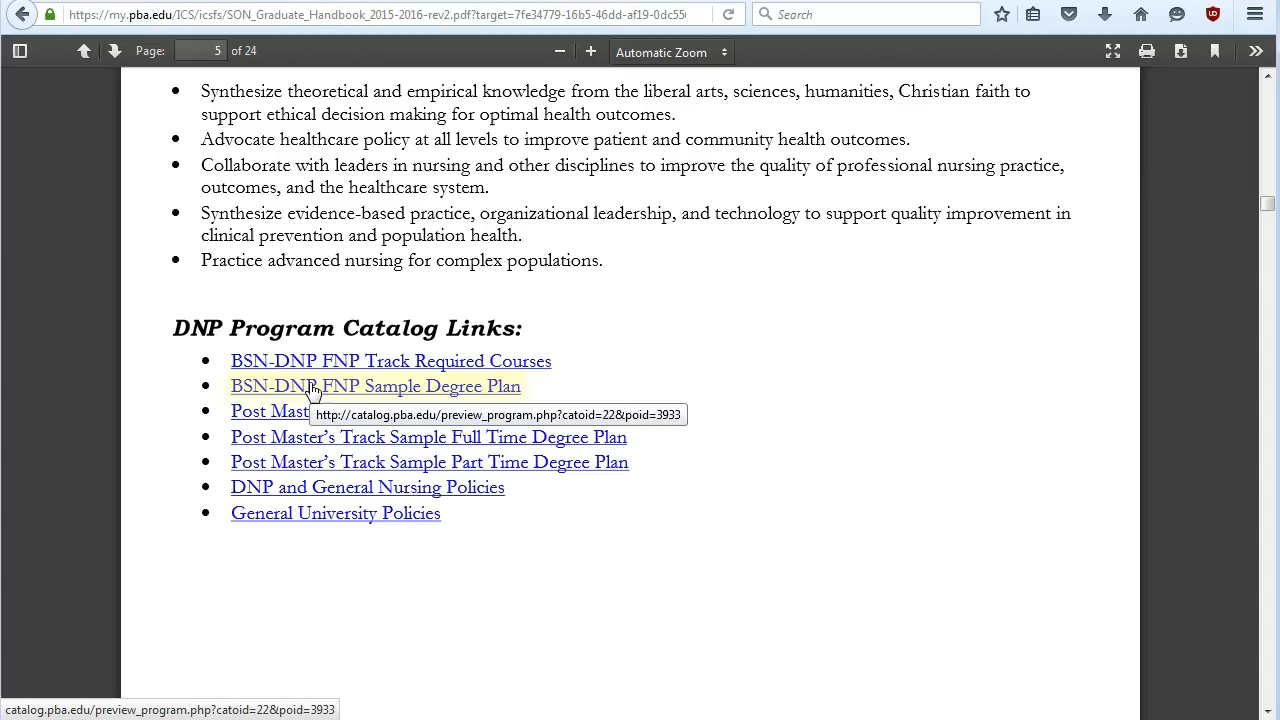 https://my.pba.edu/ICS/icsfs/SON_Graduate_Handbook_2015-2016-rev2.pdf?target=7fe34779-16b5-46dd-af19-0dc55
Search
Page: 5 of 24
Automatic Zoom
• Synthesize theoretical and empirical knowledge from the liberal arts, sciences, humanities, Christian faith to
support ethical decision making for optimal health outcomes.
• Advocate healthcare policy at all levels to improve patient and community health outcomes.
• Collaborate with leaders in nursing and other disciplines to improve the quality of professional nursing practice,
outcomes, and the healthcare system.
• Synthesize evidence-based practice, organizational leadership, and technology to support quality improvement in
clinical prevention and population health.
• Practice advanced nursing for complex populations.
DNP Program Catalog Links:
• BSN-DNP FNP Track Required Courses
• BSN-DNP FNP Sample Degree Plan
• Post Mast
http://catalog.pba.edu/preview_program.php?catoid=22&poid=3933
• Post Master's Track Sample Full Time Degree Plan
• Post Master's Track Sample Part Time Degree Plan
• DNP and General Nursing Policies
• General University Policies
catalog.pba.edu/preview_program.php?catoid=22&poid=3933